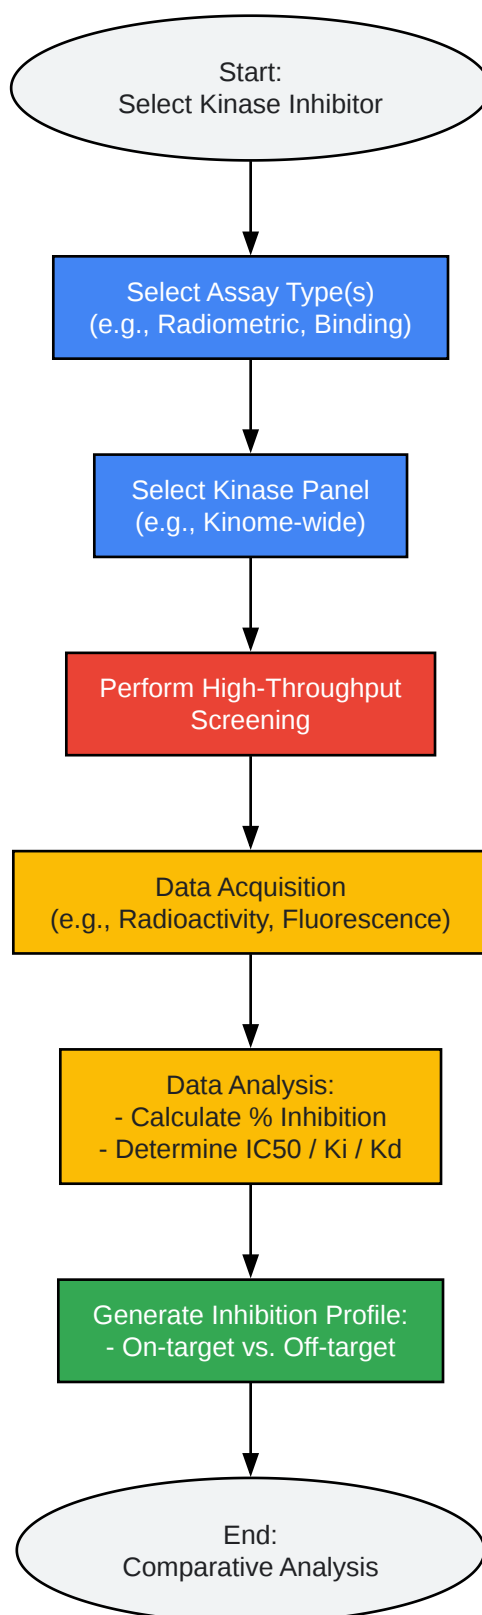 Start:
Select Kinase Inhibitor
Select Assay Type(s)
(e.g., Radiometric, Binding)
Select Kinase Panel
(e.g., Kinome-wide)
Perform High-Throughput
Screening
Data Acquisition
(e.g., Radioactivity, Fluorescence)
Data Analysis:
- Calculate % Inhibition
- Determine IC50 / Ki / Kd
Generate Inhibition Profile:
- On-target vs. Off-target
End:
Comparative Analysis